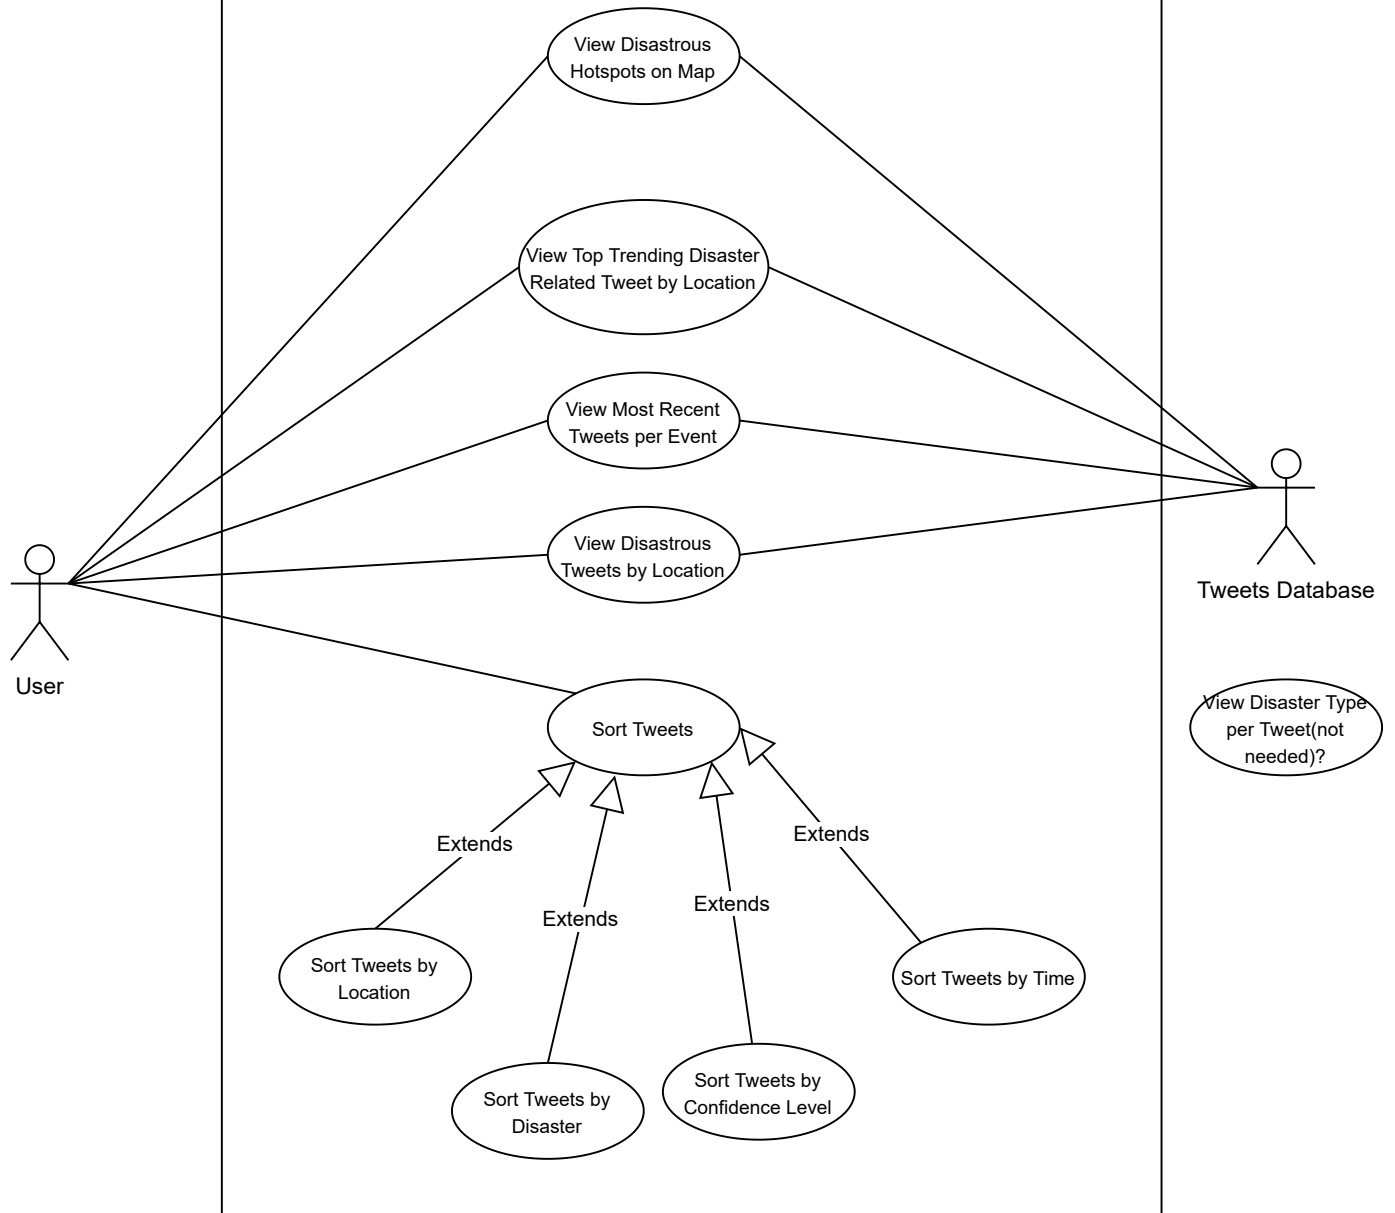 View Disastrous
Hotspots on Map
View Top Trending Disaster
Related Tweet by Location
View Most Recent
Tweets per Event
View Disastrous
Tweets by Location
Tweets Database
User
Sort Tweets
View Disaster Type
per Tweet(not
needed)?
Extends
Extends
Extends
Extends
Sort Tweets by
Location
Sort Tweets by Time
Sort Tweets by
Disaster
Sort Tweets by
Confidence Level